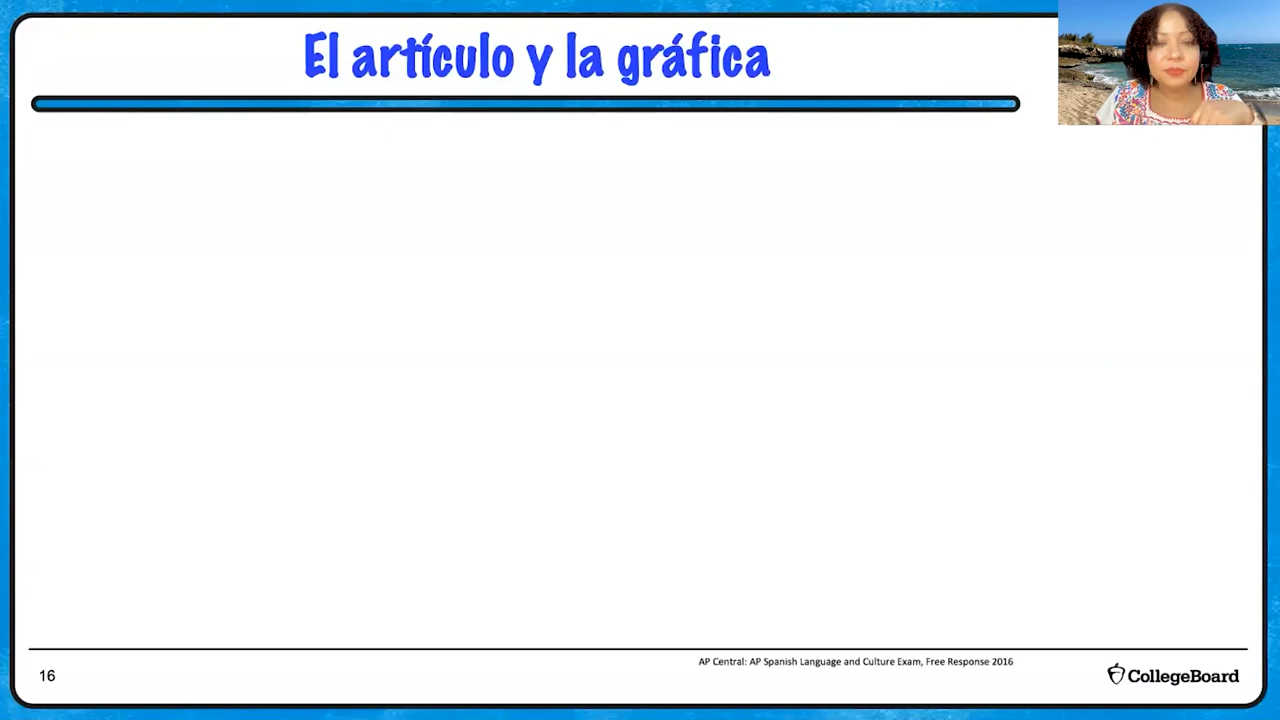 El artículo y la gráfica
AP Central: AP Spanish Language and Culture Exam, Free Response 2016
16
CollegeBoard